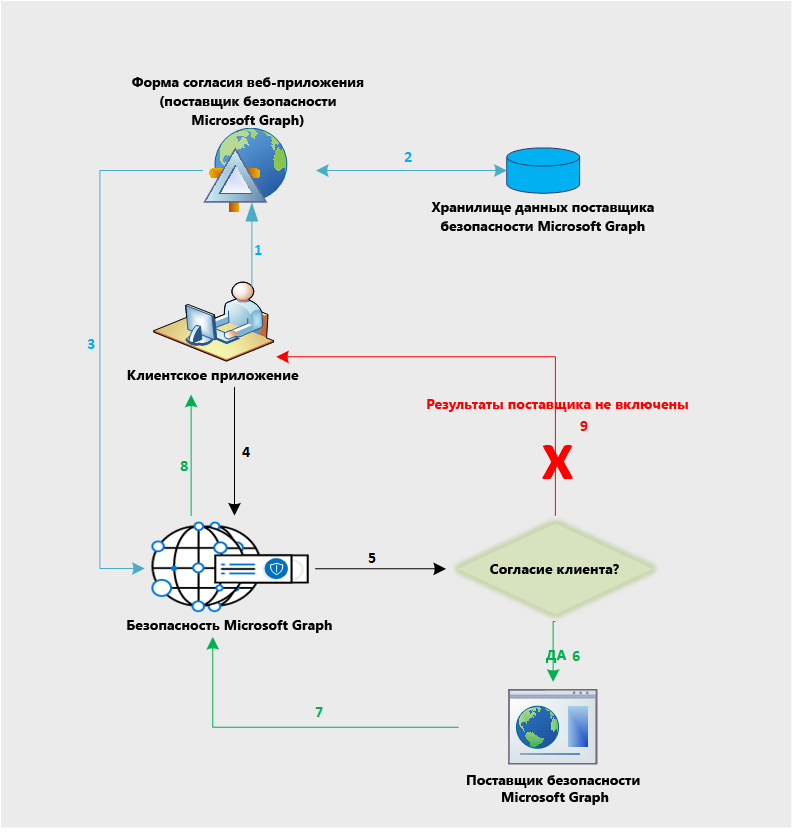 Форма согласия веб-приложения
(поставщик безопасности
Microsoft Graph)
2
Хранилище данных поставщика
безопасности Microsoft Graph
1
3
Клиентское приложение
Результаты поставщика не включены
9
X
8
4
5
Согласие клиента?
Безопасность Microsoft Graph
ДА 6
7
Поставщик безопасности
Microsoft Graph